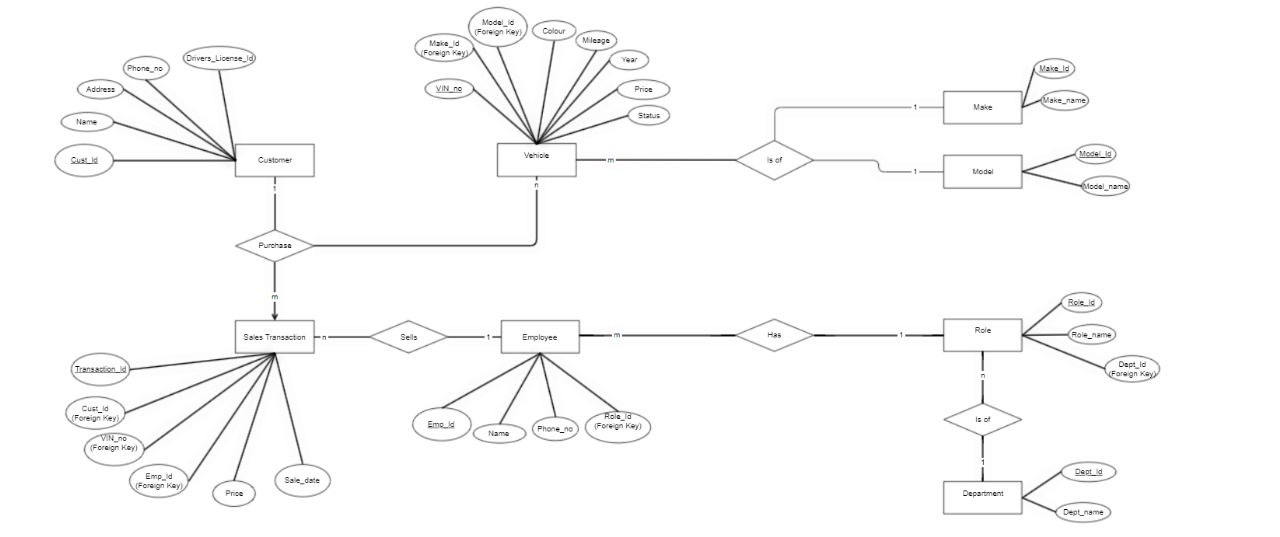 Model_Id
(Foreign Key)
Colour
Mileage
Make_Id
(Foreign Key)
Year
VIN_no
Price
Status
Drivers_License_Id
Phone_no
Address
Name
Cust_Id
Customer
Vehicle
m
Is of
1
Make
Make_Id
Make_name
1
Model
Model_Id
Model_name
1
n
Purchase
m
Sales Transaction
n
Sells
1
Employee
m
Has
1
Role
Role_Id
Role_name
Dept_Id
(Foreign Key)
n
Is of
1
Department
Dept_Id
Dept_name
Transaction_Id
Cust_Id
(Foreign Key)
VIN_no
(Foreign Key)
Emp_Id
(Foreign Key)
Price
Sale_date
Emp_Id
Name
Phone_no
Role_Id
(Foreign Key)